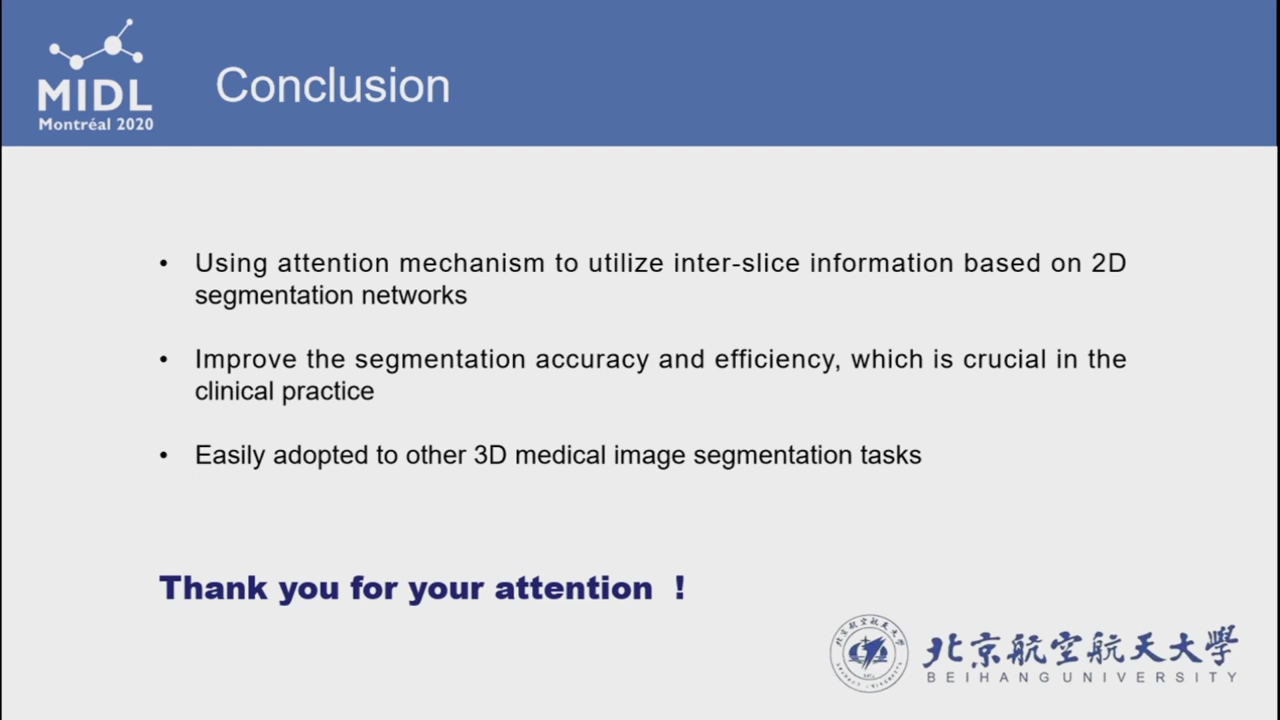 MIDL
Montréal 2020
Conclusion
• Using attention mechanism to utilize inter-slice information based on 2D
segmentation networks
• Improve the segmentation accuracy and efficiency, which is crucial in the
clinical practice
• Easily adopted to other 3D medical image segmentation tasks
Thank you for your attention !
北京航空航天大學
BEIHANG UNIVERSITY